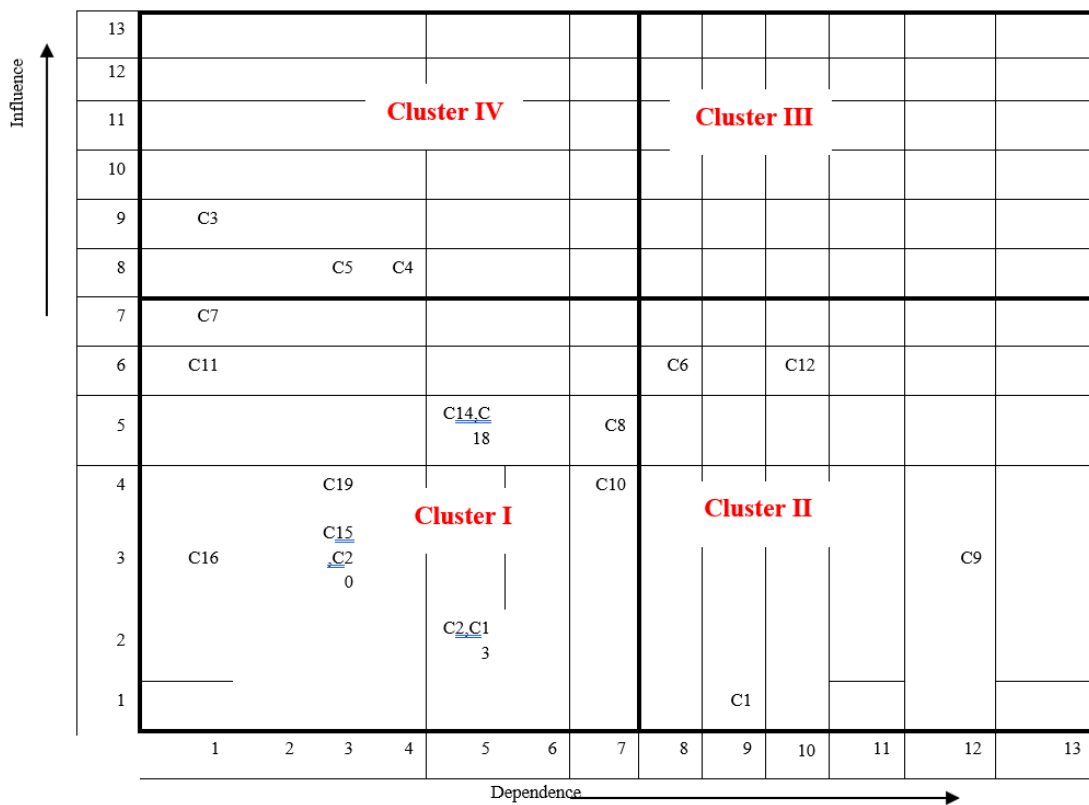 Influence
13
12
Cluster IV Cluster III
11
10
9 C3
8 C5 C4
7 C7
6 C11 C6 C12
5 C14,C
18 C8
4 C19 C10
Cluster I Cluster II
3 C16 C15
,C2
0 C9
2 C2,C1
3
1 C1
1 2 3 4 5 6 7 8 9 10 11 12 13
Dependence